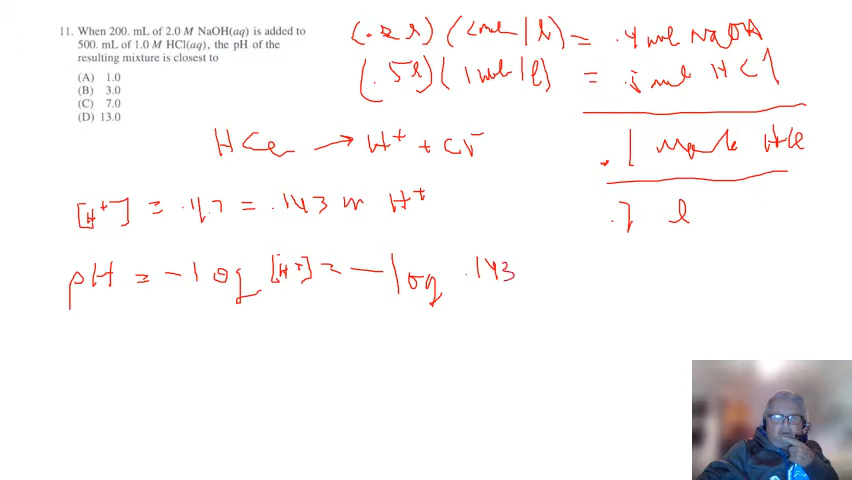 11. When 200. mL of 2.0 M NaOH(aq) is added to
500. mL of 1.0 M HCl(aq), the pH of the
resulting mixture is closest to
(A) 1.0
(B) 3.0
(C) 7.0
(D) 13.0
(.2 l) (2 mol / l) = .4 mol NaOH
(.5 l) (1 mol / l) = .5 mol HCl
.1 mole HCl
.7 l
HCl → H+ + Cl-
[H+] = .1/.7 = .143 m H+
pH = -log [H+] = -log .143